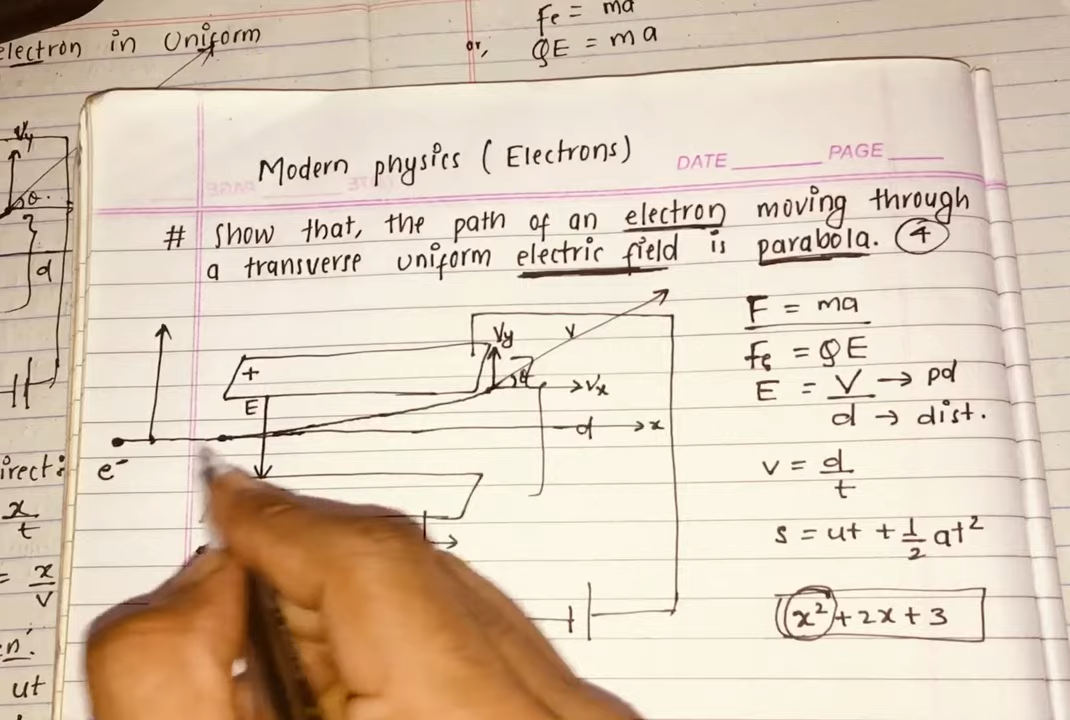 electron in Uniform
Fe = ma
or, QE = ma
Modern physics ( Electrons)
DATE
PAGE
# Show that, the path of an electron moving through
a transverse uniform electric field is parabola. 4
Vy
θ.
d
x
t
= x
v
ut
+
E
e-
Vy
v
θ
Vx
d
x
F = ma
Fe = QE
E = V → pd
d → dist.
v = d
t
s = ut + 1/2 at²
x² + 2x + 3